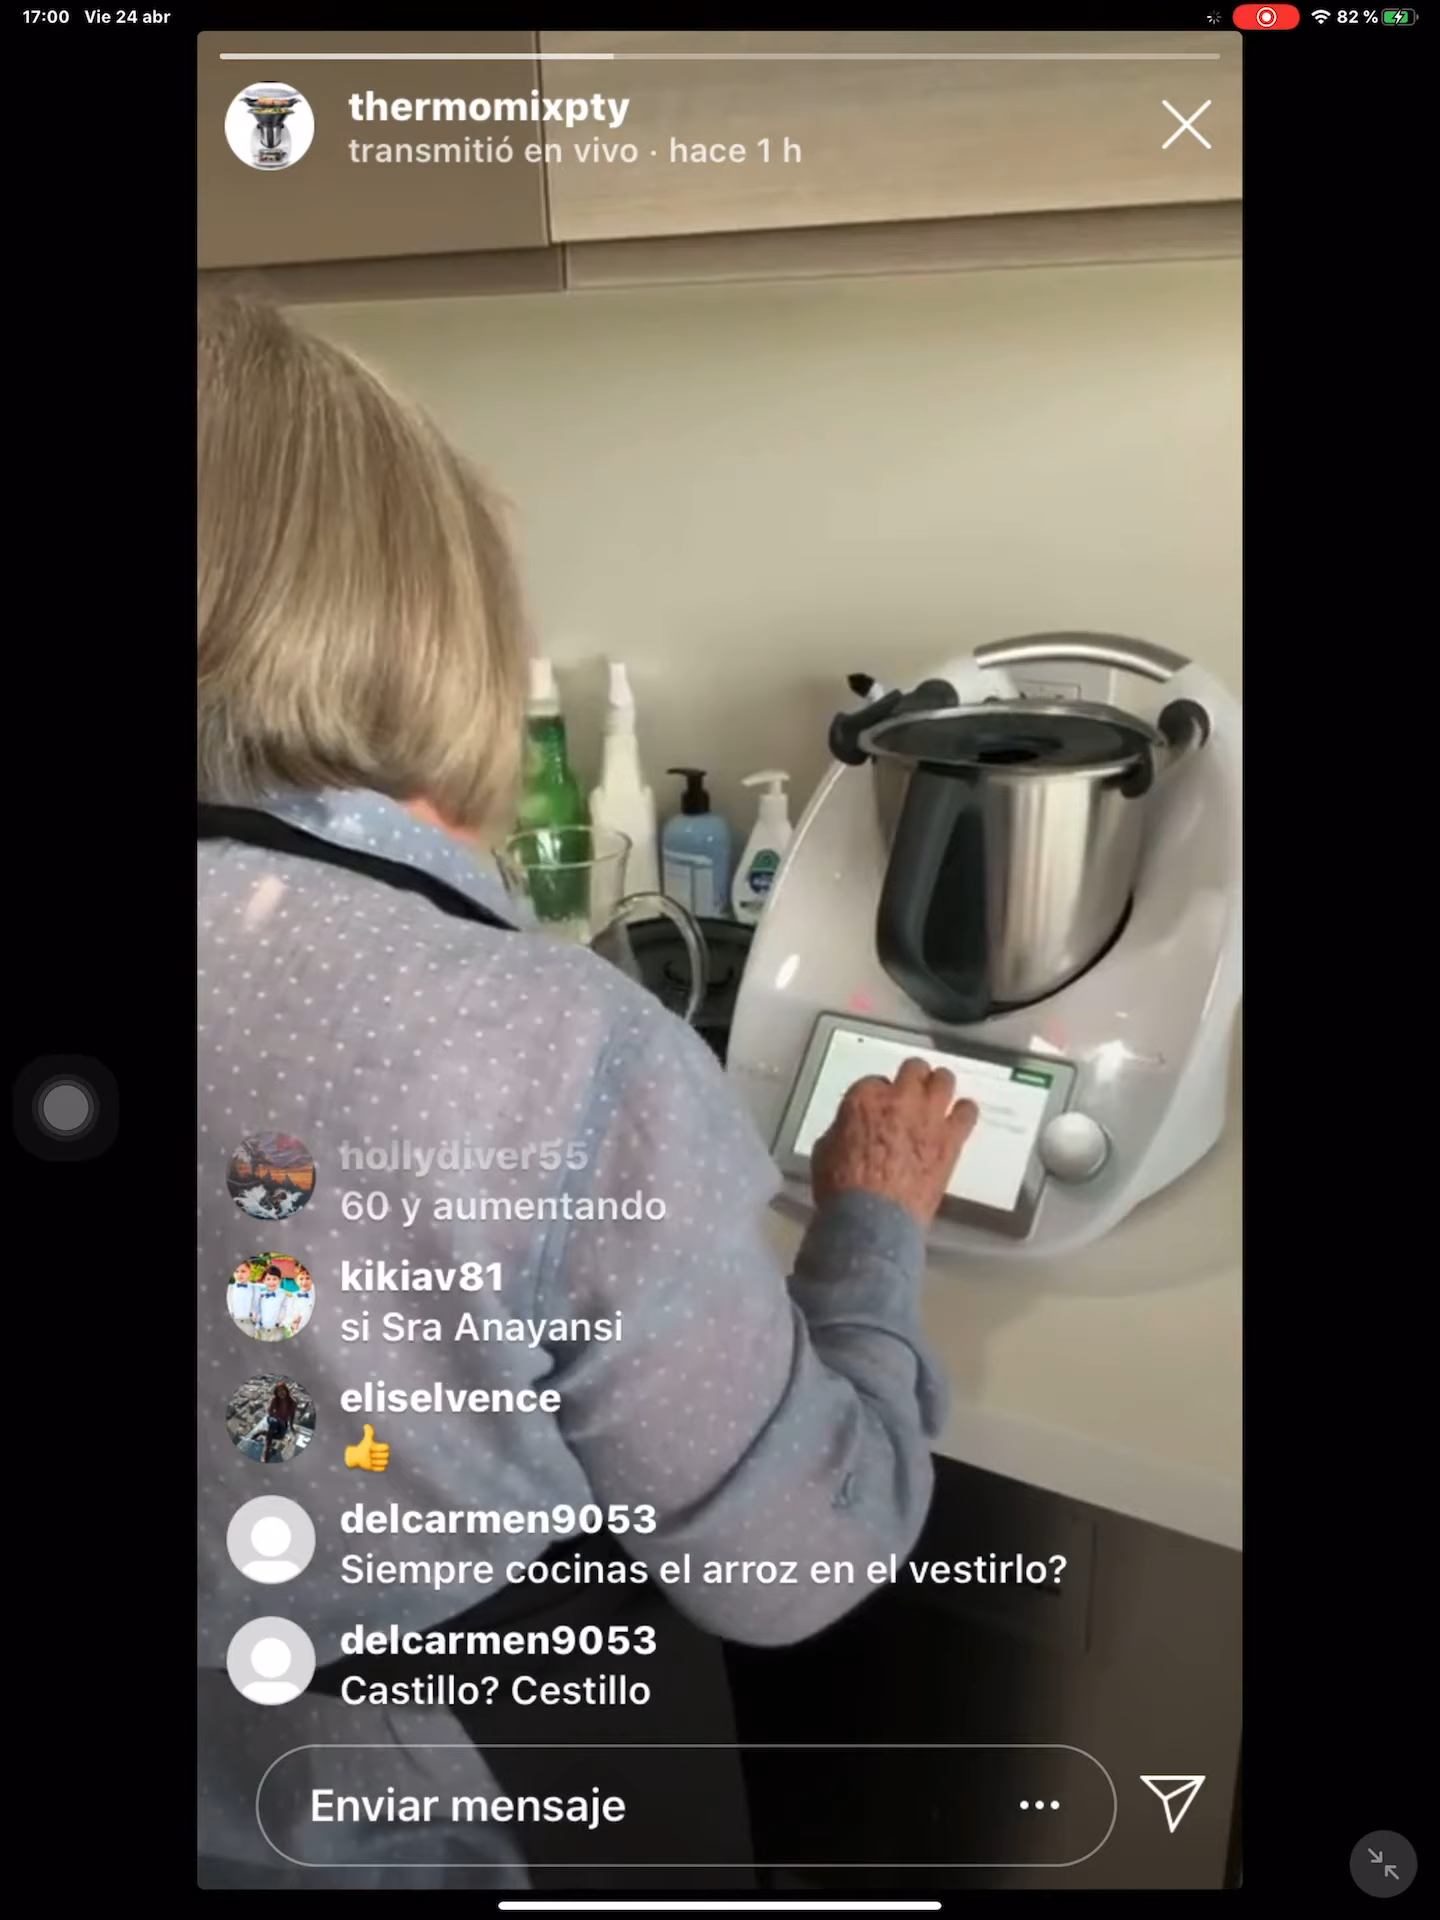 17:00 Vie 24 abr
82 %
thermomixpty
transmitió en vivo · hace 1 h
hollydiver55
60 y aumentando
kikiav81
si Sra Anayansi
eliselvence
👍
delcarmen9053
Siempre cocinas el arroz en el vestirlo?
delcarmen9053
Castillo? Cestillo
Enviar mensaje